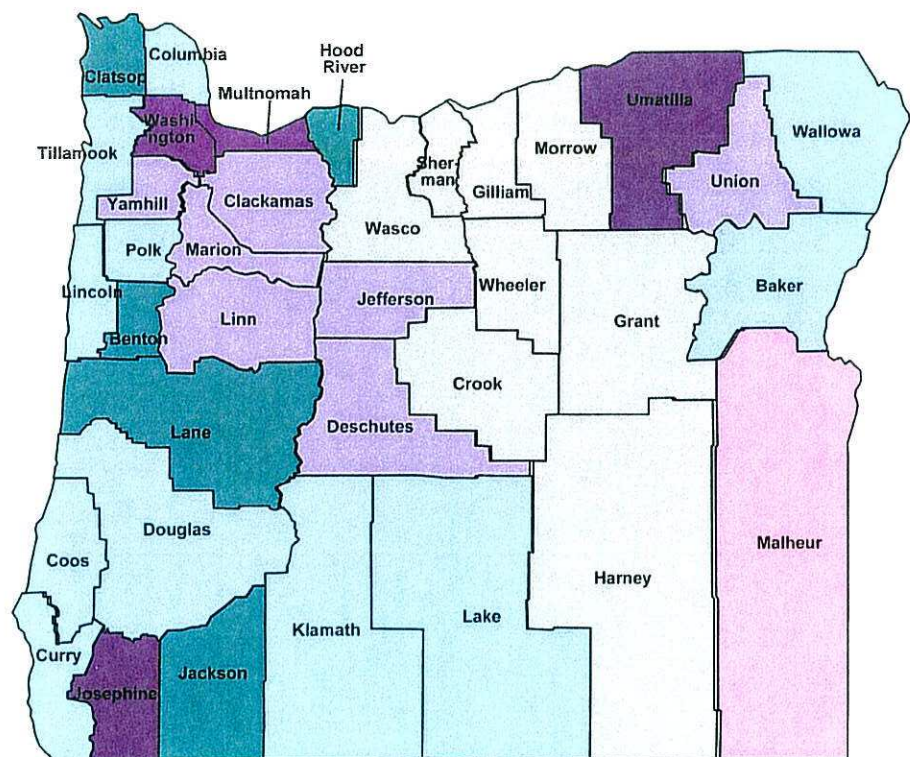 Columbia
Hood
River
Clatsop
Multnomah
Umatilla
Washi-
ngton
Tillamook
Morrow
Wallowa
Sher-
man
Gilliam
Union
Yamhill
Clackamas
Wasco
Polk
Marion
Wheeler
Baker
Lincoln
Jefferson
Linn
Grant
Benton
Crook
Lane
Deschutes
Douglas
Malheur
Coos
Harney
Lake
Klamath
Curry
Jackson
Josephine